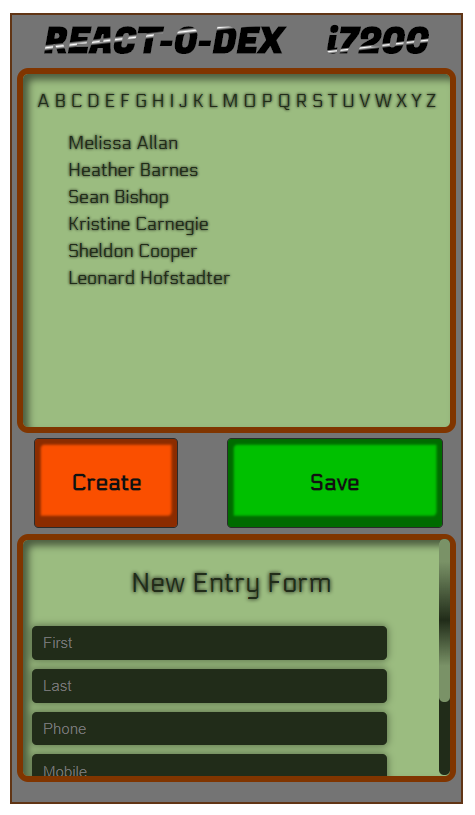 REACT-O-DEX i7200
A B C D E F G H I J K L M O P Q R S T U V W X Y Z
Melissa Allan
Heather Barnes
Sean Bishop
Kristine Carnegie
Sheldon Cooper
Leonard Hofstadter
Create Save
New Entry Form
First
Last
Phone
Mobile